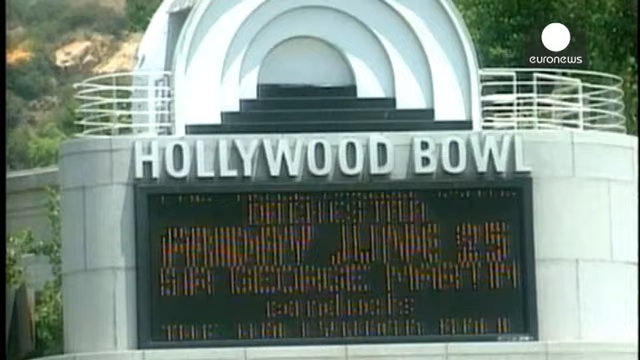 euronews
HOLLYWOOD BOWL
ORCHESTRA
FRIDAY JUNE 25
SIR GEORGE MARTIN
conducts